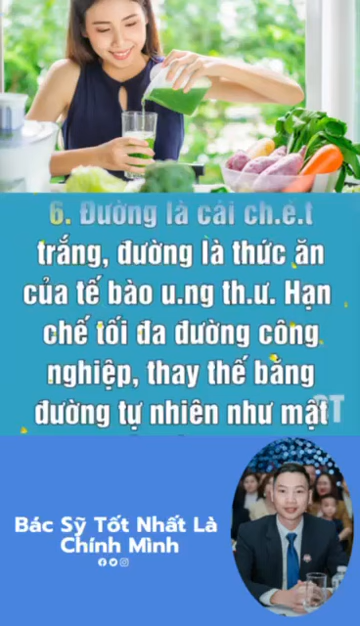 6. Đường là cái ch.ế.t
trắng, đường là thức ăn
của tế bào u.ng th.ư. Hạn
chế tối đa đường công
nghiệp, thay thế bằng
đường tự nhiên như mật
ST
Bác Sỹ Tốt Nhất Là
Chính Mình